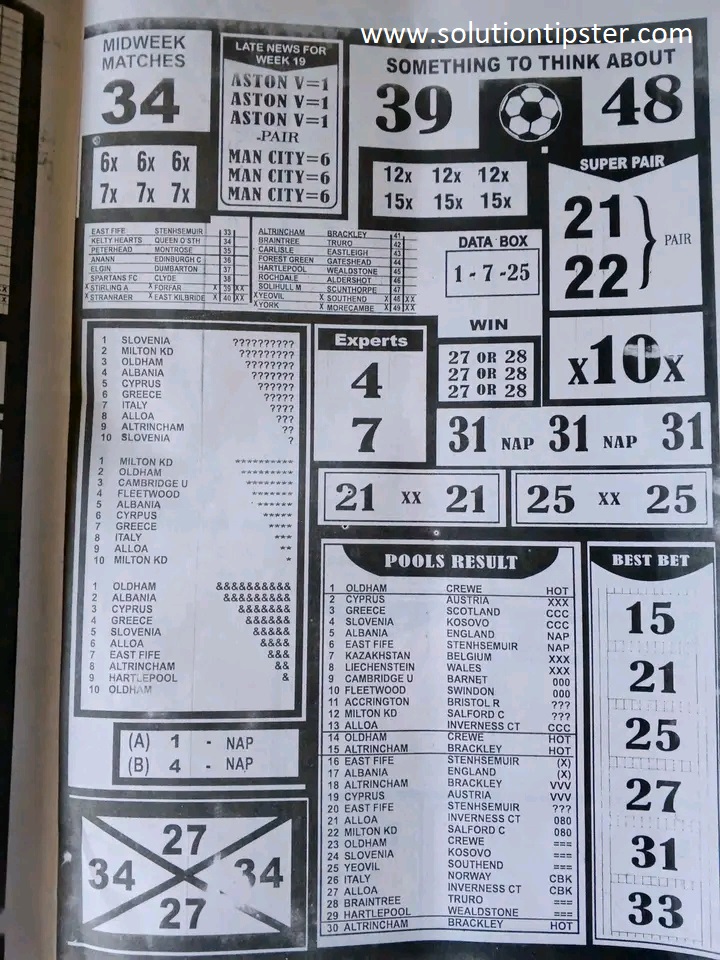 www.solutiontipster.com
MIDWEEK
MATCHES
34
LATE NEWS FOR
WEEK 19
ASTON V=1
ASTON V=1
ASTON V=1
.PAIR
MAN CITY=6
MAN CITY=6
MAN CITY=6
SOMETHING TO THINK ABOUT
39 48
6x 6x 6x
7x 7x 7x
12x 12x 12x
15x 15x 15x
SUPER PAIR
21
22
PAIR
EAST FIFE STENHSEMUIR 33
KELTY HEARTS QUEEN O'STH 34
PETERHEAD MONTROSE 35
ANANN EDINBURGH C 36
ELGIN DUMBARTON 37
SPARTANS FC CLYDE 38
X STIRLING A X FORFAR X 39 XX
X STRANRAER X EAST KILBRIDE X 40 XX
ALTRINCHAM BRACKLEY 41
BRAINTREE TRURO 42
CARLISLE EASTLEIGH 43
FOREST GREEN GATESHEAD 44
HARTLEPOOL WEALDSTONE 45
ROCHDALE ALDERSHOT 46
SOLIHULL M SCUNTHORPE 47
X YEOVIL X SOUTHEND X 48 XX
X YORK X MORECAMBE X 49 XX
DATA BOX
1 - 7 -25
WIN
27 OR 28
27 OR 28
27 OR 28
x10x
1 SLOVENIA ??????????
2 MILTON KD ?????????
3 OLDHAM ????????
4 ALBANIA ???????
5 CYPRUS ??????
6 GREECE ?????
7 ITALY ????
8 ALLOA ???
9 ALTRINCHAM ??
10 SLOVENIA ?
1 MILTON KD **********
2 OLDHAM *********
3 CAMBRIDGE U ********
4 FLEETWOOD *******
5 ALBANIA ******
6 CYRPUS *****
7 GREECE ****
8 ITALY ***
9 ALLOA **
10 MILTON KD *
1 OLDHAM &&&&&&&&&&
2 ALBANIA &&&&&&&&&
3 CYPRUS &&&&&&&
4 GREECE &&&&&&
5 SLOVENIA &&&&&
6 ALLOA &&&&
7 EAST FIFE &&&
8 ALTRINCHAM &&
9 HARTLEPOOL &
10 OLDHAM
Experts
4
7
31 NAP 31 NAP 31
21 XX 21
25 XX 25
POOLS RESULT
1 OLDHAM CREWE HOT
2 CYPRUS AUSTRIA XXX
3 GREECE SCOTLAND CCC
4 SLOVENIA KOSOVO CCC
5 ALBANIA ENGLAND NAP
6 EAST FIFE STENHSEMUIR NAP
7 KAZAKHSTAN BELGIUM XXX
8 LIECHENSTEIN WALES XXX
9 CAMBRIDGE U BARNET 000
10 FLEETWOOD SWINDON 000
11 ACCRINGTON BRISTOL R ???
12 MILTON KD SALFORD C ???
13 ALLOA INVERNESS CT CCC
14 OLDHAM CREWE HOT
15 ALTRINCHAM BRACKLEY HOT
16 EAST FIFE STENHSEMUIR (X)
17 ALBANIA ENGLAND (X)
18 ALTRINCHAM BRACKLEY VVV
19 CYPRUS AUSTRIA VVV
20 EAST FIFE STENHSEMUIR ???
21 ALLOA INVERNESS CT 080
22 MILTON KD SALFORD C 080
23 OLDHAM CREWE ===
24 SLOVENIA KOSOVO ===
25 YEOVIL SOUTHEND ===
26 ITALY NORWAY CBK
27 ALLOA INVERNESS CT CBK
28 BRAINTREE TRURO ===
29 HARTLEPOOL WEALDSTONE ===
30 ALTRINCHAM BRACKLEY HOT
BEST BET
15
21
25
27
31
33
(A) 1 - NAP
(B) 4 - NAP
27
34 34
27